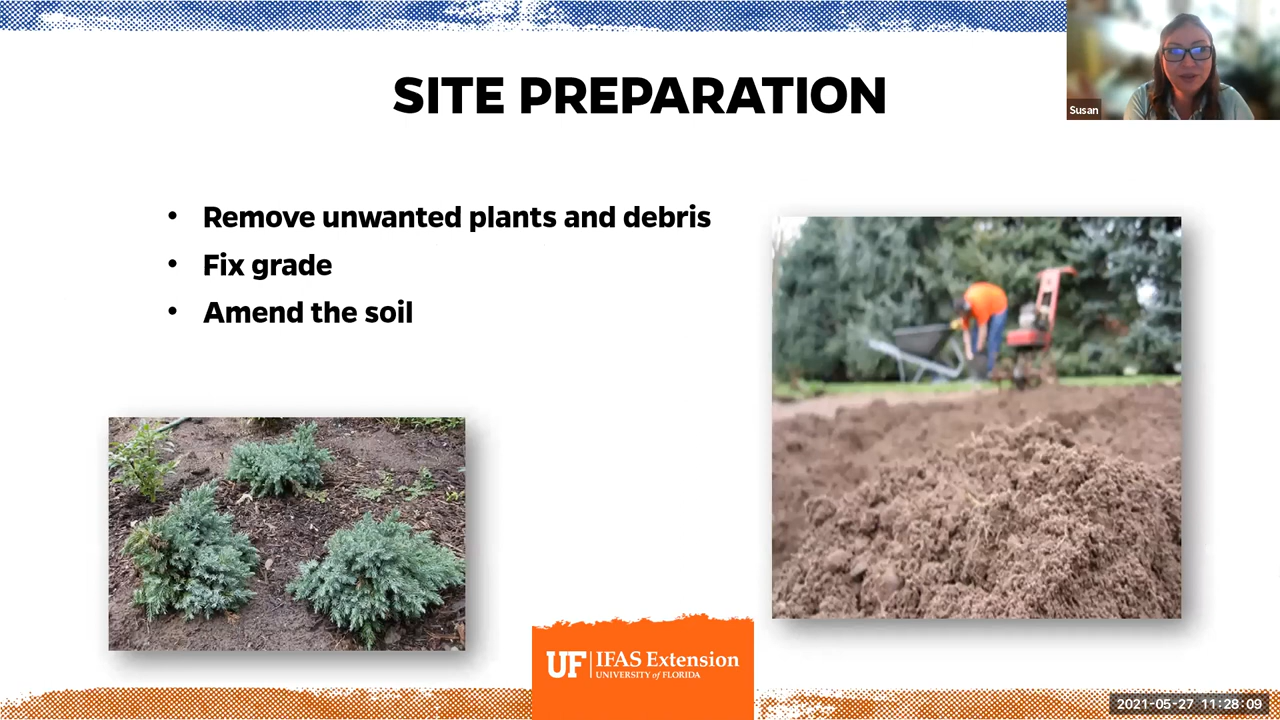 SITE PREPARATION
Susan
• Remove unwanted plants and debris
• Fix grade
• Amend the soil
UF IFAS Extension
UNIVERSITY of FLORIDA
2021-05-27 11:28:09